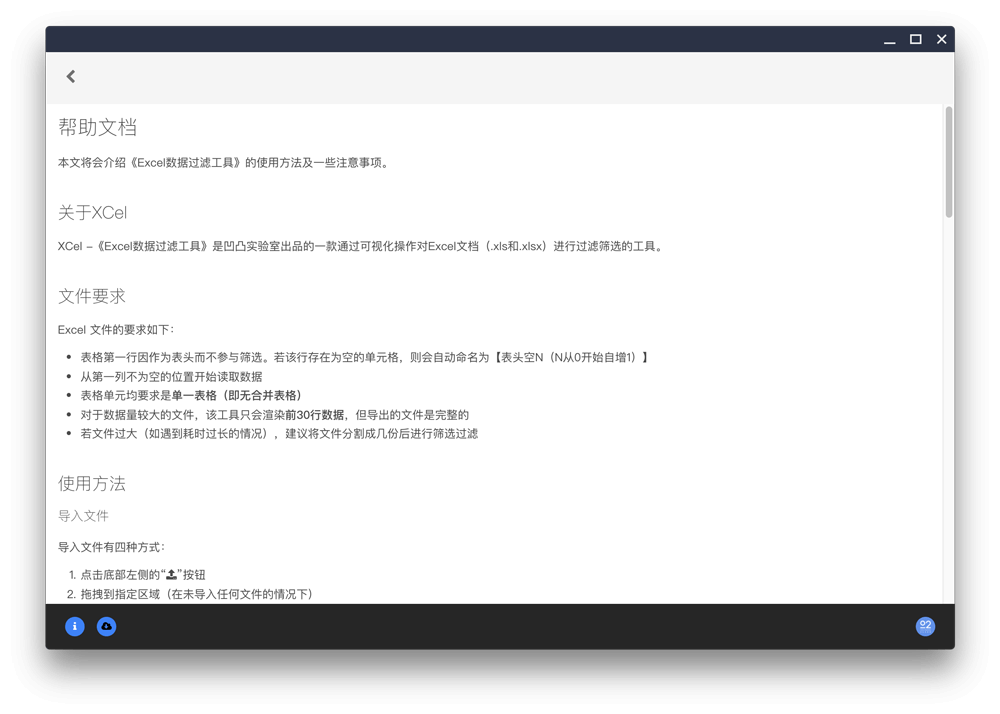 帮助文档
本文将会介绍《Excel数据过滤工具》的使用方法及一些注意事项。
关于XCel
XCel -《Excel数据过滤工具》是凹凸实验室出品的一款通过可视化操作对Excel文档（.xls和.xlsx）进行过滤筛选的工具。
文件要求
Excel 文件的要求如下：
• 表格第一行因作为表头而不参与筛选。若该行存在为空的单元格，则会自动命名为【表头空N（N从0开始自增1）】
• 从第一列不为空的位置开始读取数据
• 表格单元均要求是单一表格（即无合并表格）
• 对于数据量较大的文件，该工具只会渲染前30行数据，但导出的文件是完整的
• 若文件过大（如遇到耗时过长的情况），建议将文件分割成几份后进行筛选过滤
使用方法
导入文件
导入文件有四种方式：
1. 点击底部左侧的“”按钮
2. 拖拽到指定区域（在未导入任何文件的情况下）